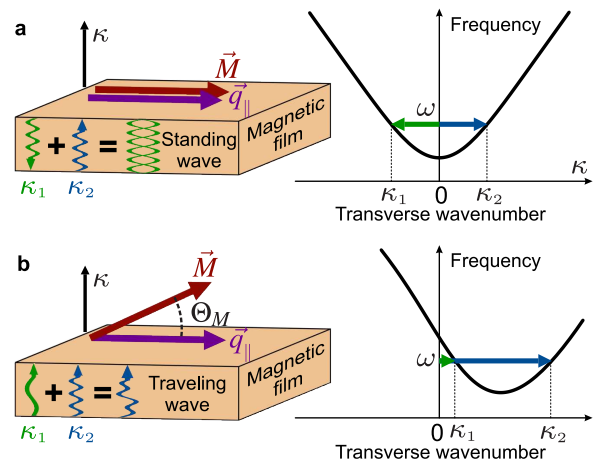 a
κ
M⃗
q⃗∥
κ₁
+
κ₂
=
Standing
wave
Magnetic
film
Frequency
ω
κ₁
0
κ₂
κ
Transverse wavenumber
b
κ
M⃗
Θ_M
q⃗∥
κ₁
+
κ₂
=
Traveling
wave
Magnetic
film
Frequency
ω
0
κ₁
κ₂
κ
Transverse wavenumber